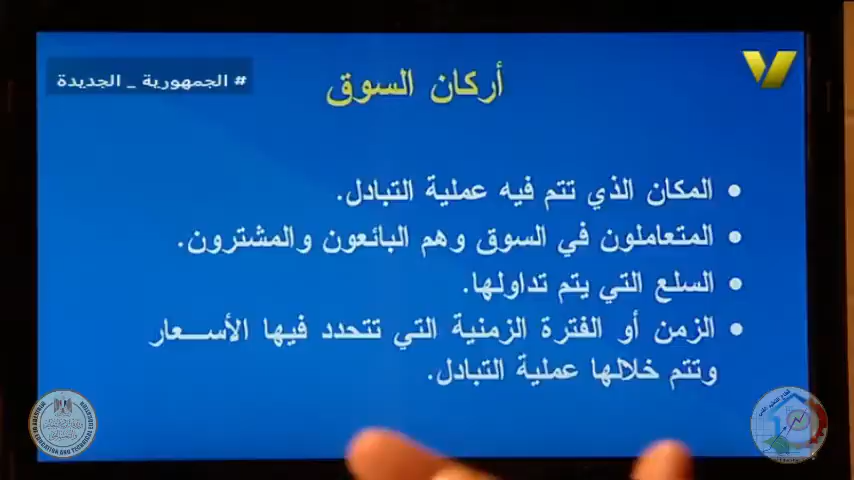 # الجمهورية _ الجديدة
أركان السوق
• المكان الذي تتم فيه عملية التبادل.
• المتعاملون في السوق وهم البائعون والمشترون.
• السلع التي يتم تداولها.
• الزمن أو الفترة الزمنية التي تتحدد فيها الأسعار
وتتم خلالها عملية التبادل.